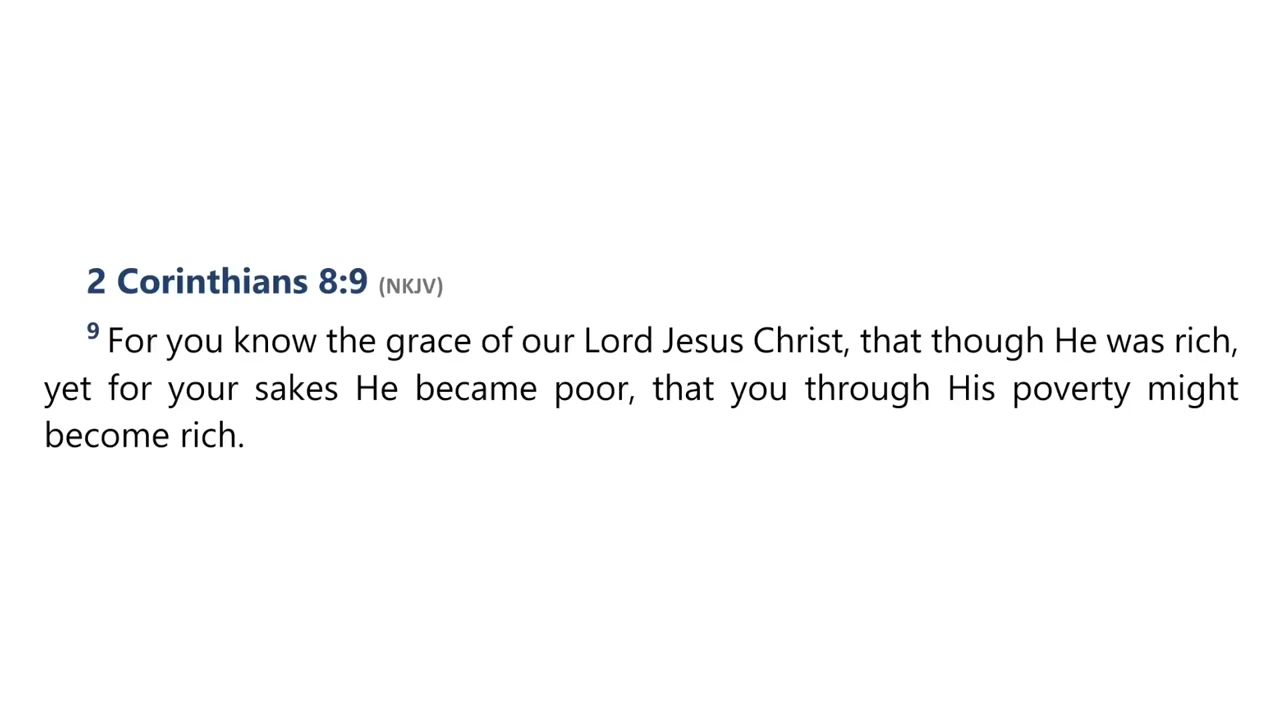 2 Corinthians 8:9 (NKJV)
9 For you know the grace of our Lord Jesus Christ, that though He was rich,
yet for your sakes He became poor, that you through His poverty might
become rich.